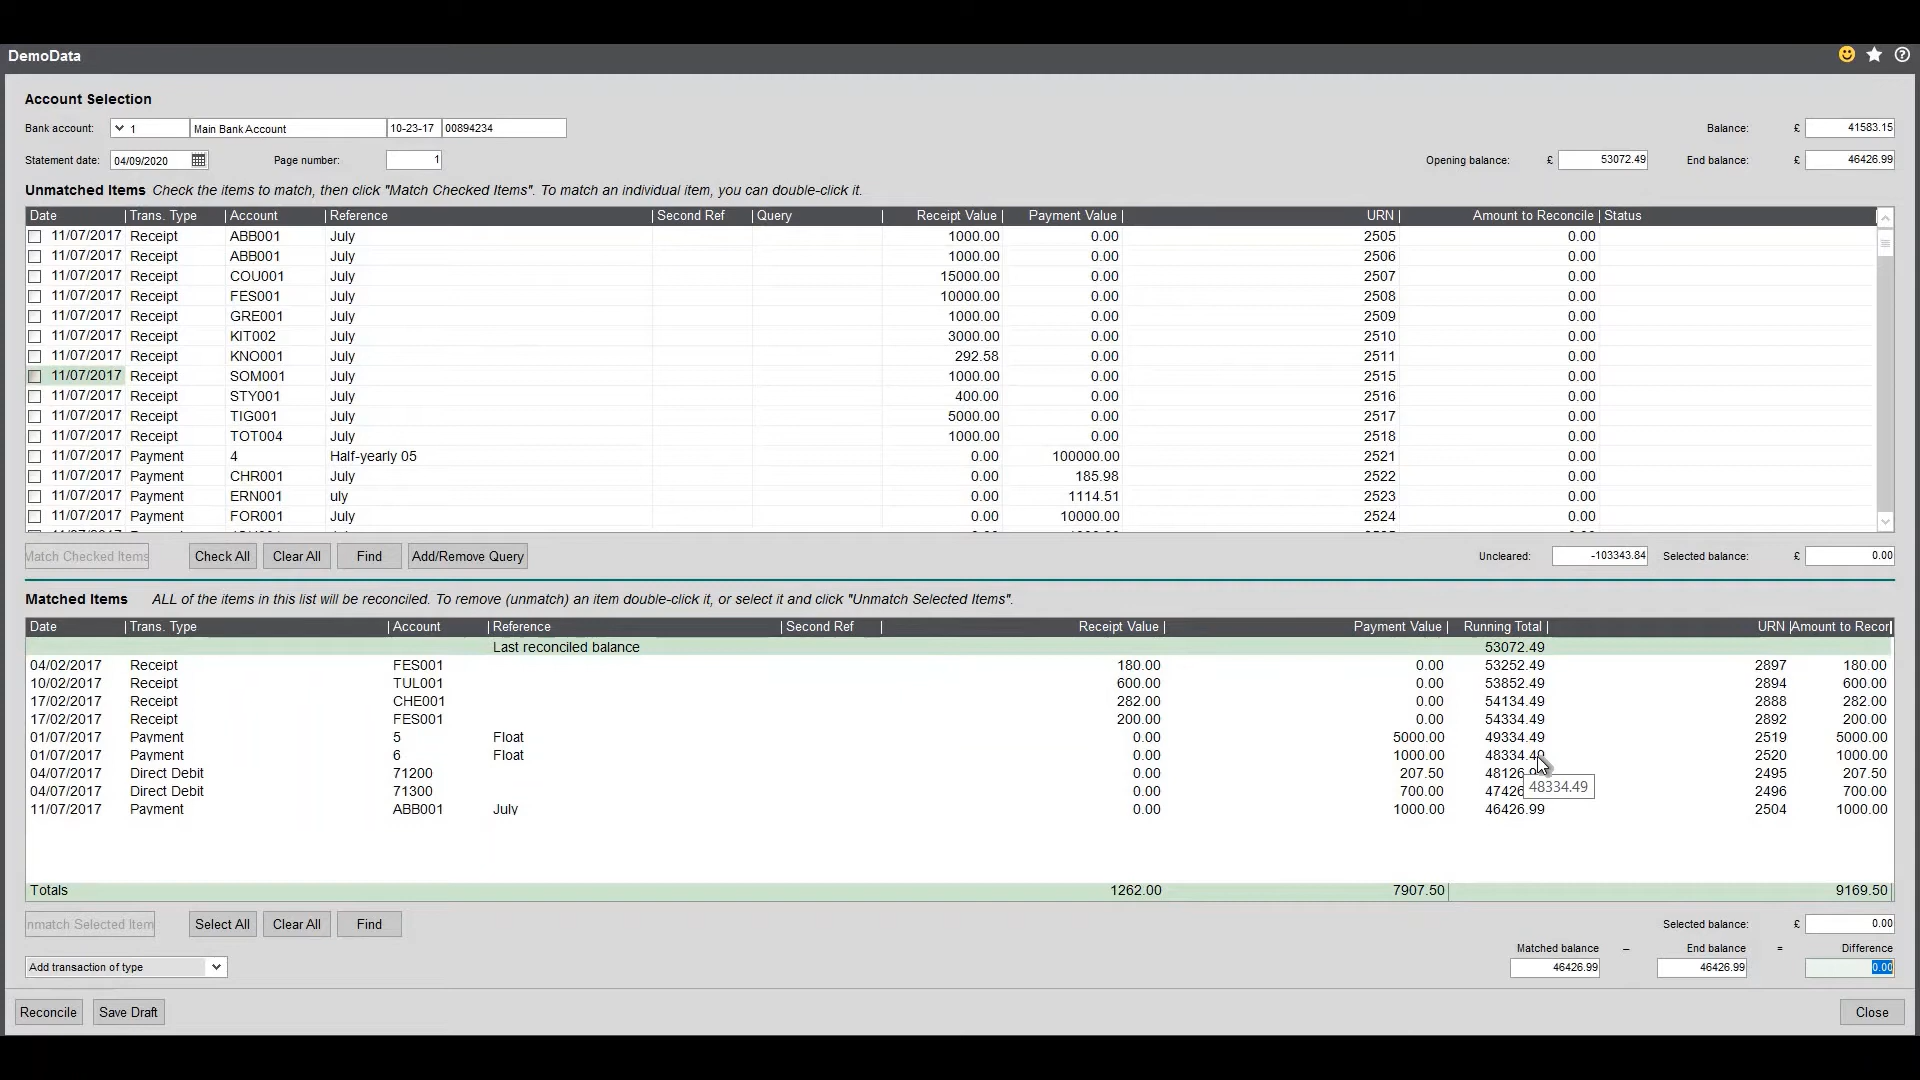 DemoData
Account Selection
Bank account: 1 Main Bank Account 10-23-17 00894234 Balance: £ 41583.15
Statement date: 04/09/2020 Page number: 1 Opening balance: £ 53072.49 End balance: £ 46426.99
Unmatched Items Check the items to match, then click "Match Checked Items". To match an individual item, you can double-click it.
Date Trans. Type Account Reference Second Ref Query Receipt Value Payment Value URN Amount to Reconcile Status
11/07/2017 Receipt ABB001 July 1000.00 0.00 2505 0.00
11/07/2017 Receipt ABB001 July 1000.00 0.00 2506 0.00
11/07/2017 Receipt COU001 July 15000.00 0.00 2507 0.00
11/07/2017 Receipt FES001 July 10000.00 0.00 2508 0.00
11/07/2017 Receipt GRE001 July 1000.00 0.00 2509 0.00
11/07/2017 Receipt KIT002 July 3000.00 0.00 2510 0.00
11/07/2017 Receipt KNO001 July 292.58 0.00 2511 0.00
11/07/2017 Receipt SOM001 July 1000.00 0.00 2515 0.00
11/07/2017 Receipt STY001 July 400.00 0.00 2516 0.00
11/07/2017 Receipt TIG001 July 5000.00 0.00 2517 0.00
11/07/2017 Receipt TOT004 July 1000.00 0.00 2518 0.00
11/07/2017 Payment 4 Half-yearly 05 0.00 100000.00 2521 0.00
11/07/2017 Payment CHR001 July 0.00 185.98 2522 0.00
11/07/2017 Payment ERN001 uly 0.00 1114.51 2523 0.00
11/07/2017 Payment FOR001 July 0.00 10000.00 2524 0.00
Match Checked Items Check All Clear All Find Add/Remove Query Uncleared: -103343.84 Selected balance: £ 0.00
Matched Items ALL of the items in this list will be reconciled. To remove (unmatch) an item double-click it, or select it and click "Unmatch Selected Items".
Date Trans. Type Account Reference Second Ref Receipt Value Payment Value Running Total URN Amount to Recor
Last reconciled balance 53072.49
04/02/2017 Receipt FES001 180.00 0.00 53252.49 2897 180.00
10/02/2017 Receipt TUL001 600.00 0.00 53852.49 2894 600.00
17/02/2017 Receipt CHE001 282.00 0.00 54134.49 2888 282.00
17/02/2017 Receipt FES001 200.00 0.00 54334.49 2892 200.00
01/07/2017 Payment 5 Float 0.00 5000.00 49334.49 2519 5000.00
01/07/2017 Payment 6 Float 0.00 1000.00 48334.49 2520 1000.00
04/07/2017 Direct Debit 71200 0.00 207.50 48126.9 2495 207.50
48334.49
04/07/2017 Direct Debit 71300 0.00 700.00 47426 2496 700.00
11/07/2017 Payment ABB001 July 0.00 1000.00 46426.99 2504 1000.00
Totals 1262.00 7907.50 9169.50
nmatch Selected Item Select All Clear All Find Selected balance: £ 0.00
Matched balance – End balance = Difference
Add transaction of type 46426.99 46426.99 0.00
Reconcile Save Draft Close